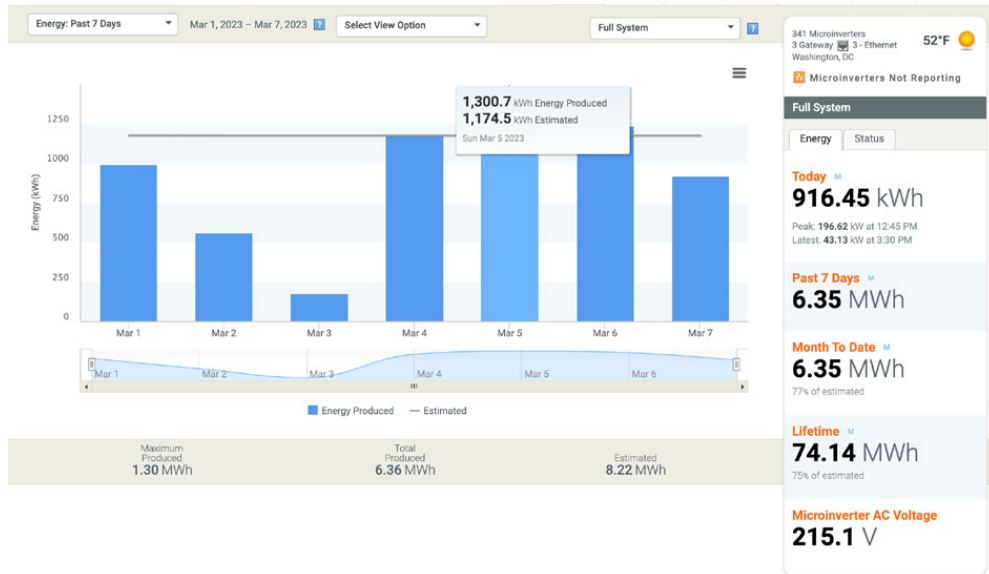 Energy: Past 7 Days
Mar 1, 2023 – Mar 7, 2023 ?
Select View Option
Full System
1,300.7 kWh Energy Produced
1,174.5 kWh Estimated
Sun Mar 5 2023
Energy (kWh)
1250
1000
750
500
250
0
Mar 1 Mar 2 Mar 3 Mar 4 Mar 5 Mar 6 Mar 7
Mar 1 Mar 2 Mar 3 Mar 4 Mar 5 Mar 6
Energy Produced — Estimated
Maximum
Produced
1.30 MWh
Total
Produced
6.36 MWh
Estimated
8.22 MWh
341 Microinverters
3 Gateway 3 - Ethernet
Washington, DC
52°F
Microinverters Not Reporting
Full System
Energy Status
Today M
916.45 kWh
Peak: 196.62 kW at 12:45 PM
Latest: 43.13 kW at 3:30 PM
Past 7 Days M
6.35 MWh
Month To Date M
6.35 MWh
77% of estimated
Lifetime M
74.14 MWh
75% of estimated
Microinverter AC Voltage
215.1 V